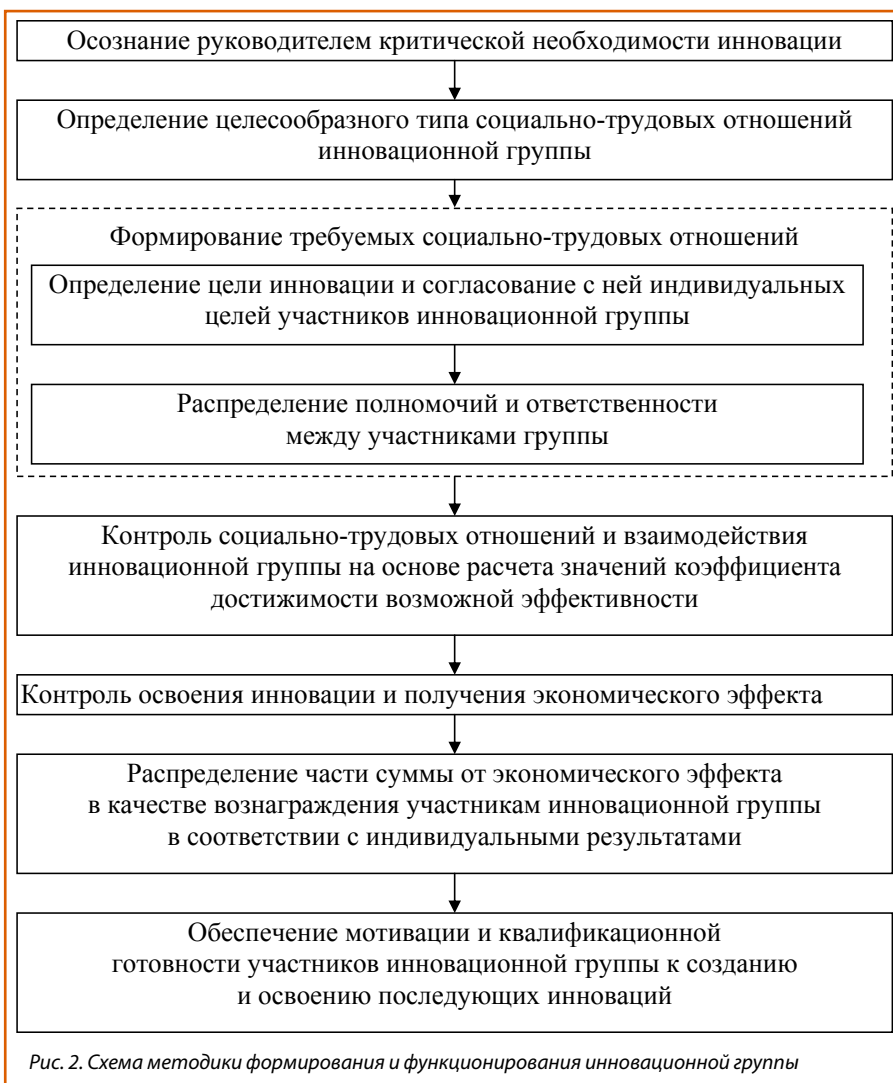 Осознание руководителем критической необходимости инновации
Определение целесообразного типа социально-трудовых отношений
инновационной группы
Формирование требуемых социально-трудовых отношений
Определение цели инновации и согласование с ней индивидуальных
целей участников инновационной группы
Распределение полномочий и ответственности
между участниками группы
Контроль социально-трудовых отношений и взаимодействия
инновационной группы на основе расчета значений коэффициента
достижимости возможной эффективности
Контроль освоения инновации и получения экономического эффекта
Распределение части суммы от экономического эффекта
в качестве вознаграждения участникам инновационной группы
в соответствии с индивидуальными результатами
Обеспечение мотивации и квалификационной
готовности участников инновационной группы к созданию
и освоению последующих инноваций
Рис. 2. Схема методики формирования и функционирования инновационной группы